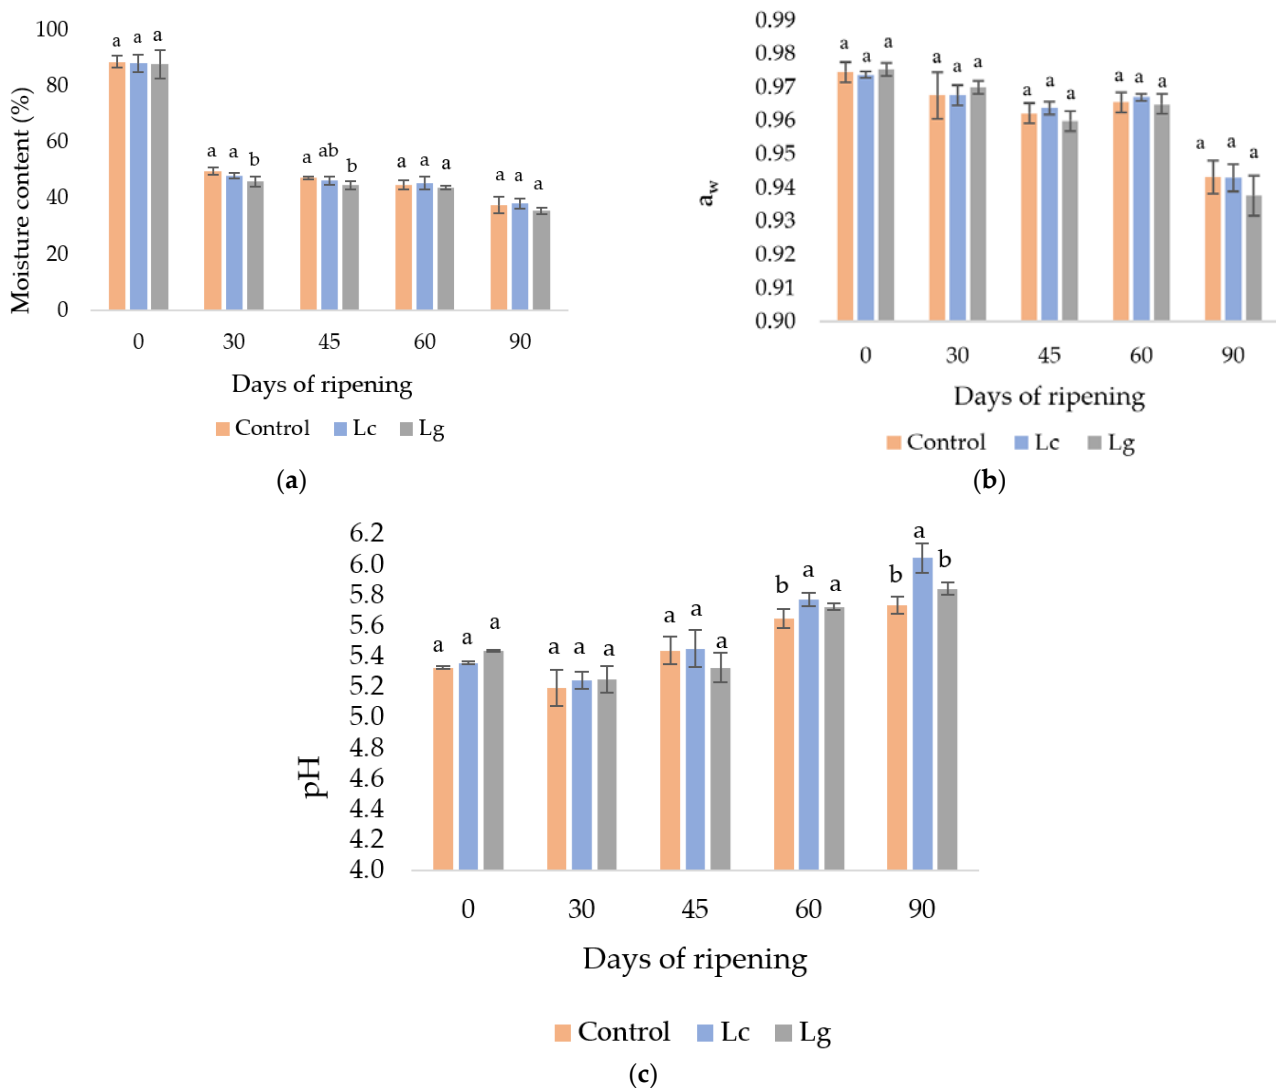 100
80
60
40
20
0
Moisture content (%)
a a a
a a b
a ab b
a a a
a a a
0 30 45 60 90
Days of ripening
Control Lc Lg
(a)
0.99
0.98
0.97
0.96
0.95
0.94
0.93
0.92
0.91
0.90
aw
a a a
a a a
a a a
a a a
a a a
0 30 45 60 90
Days of ripening
Control Lc Lg
(b)
6.2
6.0
5.8
5.6
5.4
5.2
5.0
4.8
4.6
4.4
4.2
4.0
pH
a a a
a a a
a a a
b a a
b a b
0 30 45 60 90
Days of ripening
Control Lc Lg
(c)